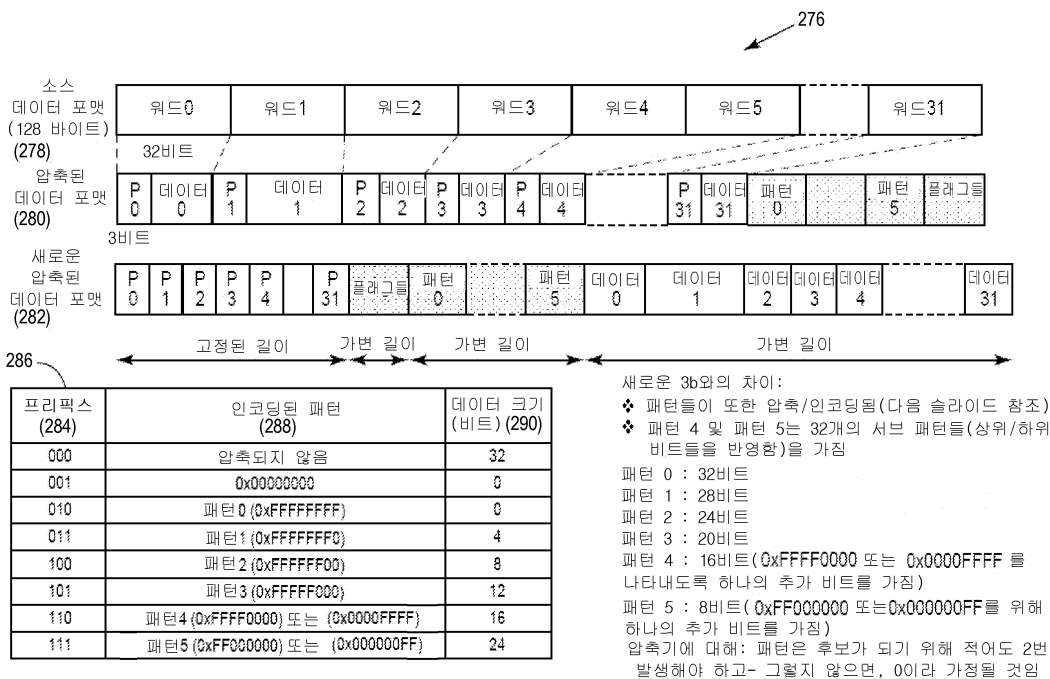 276
소스
데이터 포맷
(128 바이트)
(278)
워드0 워드1 워드2 워드3 워드4 워드5 워드31
32비트
압축된
데이터 포맷
(280)
P 0 데이터 0 P 1 데이터 1 P 2 데이터 2 P 3 데이터 3 P 4 데이터 4 P 31 데이터 31 패턴 0 패턴 5 플래그들
3비트
새로운
압축된
데이터 포맷
(282)
P 0 P 1 P 2 P 3 P 4 P 31 플래그들 패턴 0 패턴 5 데이터 0 데이터 1 데이터 2 데이터 3 데이터 4 데이터 31
고정된 길이 가변 길이 가변 길이 가변 길이
286
프리픽스 (284) 인코딩된 패턴 (288) 데이터 크기 (비트) (290)
000 압축되지 않음 32
001 0x00000000 0
010 패턴0 (0xFFFFFFFF) 0
011 패턴1 (0xFFFFFFF0) 4
100 패턴2 (0xFFFFFF00) 8
101 패턴3 (0xFFFFF000) 12
110 패턴4 (0xFFFF0000) 또는 (0x0000FFFF) 16
111 패턴5 (0xFF000000) 또는 (0x000000FF) 24
새로운 3b와의 차이:
❖ 패턴들이 또한 압축/인코딩됨(다음 슬라이드 참조)
❖ 패턴 4 및 패턴 5는 32개의 서브 패턴들(상위/하위
비트들을 반영함)을 가짐
패턴 0 : 32비트
패턴 1 : 28비트
패턴 2 : 24비트
패턴 3 : 20비트
패턴 4 : 16비트(0xFFFF0000 또는 0x0000FFFF 를
나타내도록 하나의 추가 비트를 가짐)
패턴 5 : 8비트( 0xFF000000 또는0x000000FF를 위해
하나의 추가 비트를 가짐)
압축기에 대해: 패턴은 후보가 되기 위해 적어도 2번
발생해야 하고- 그렇지 않으면, 0이라 가정될 것임